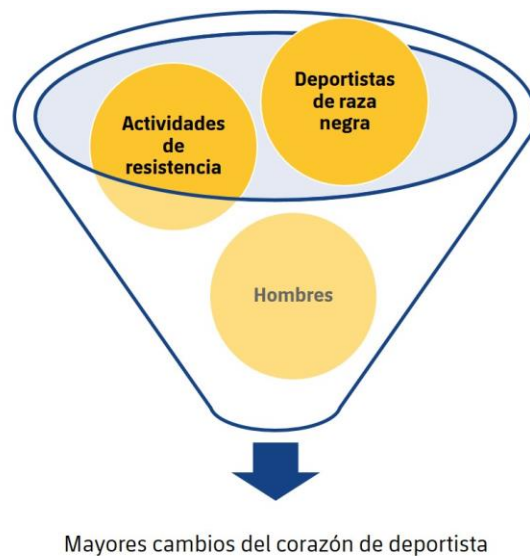 Deportistas
de raza
negra
Actividades
de
resistencia
Hombres
Mayores cambios del corazón de deportista